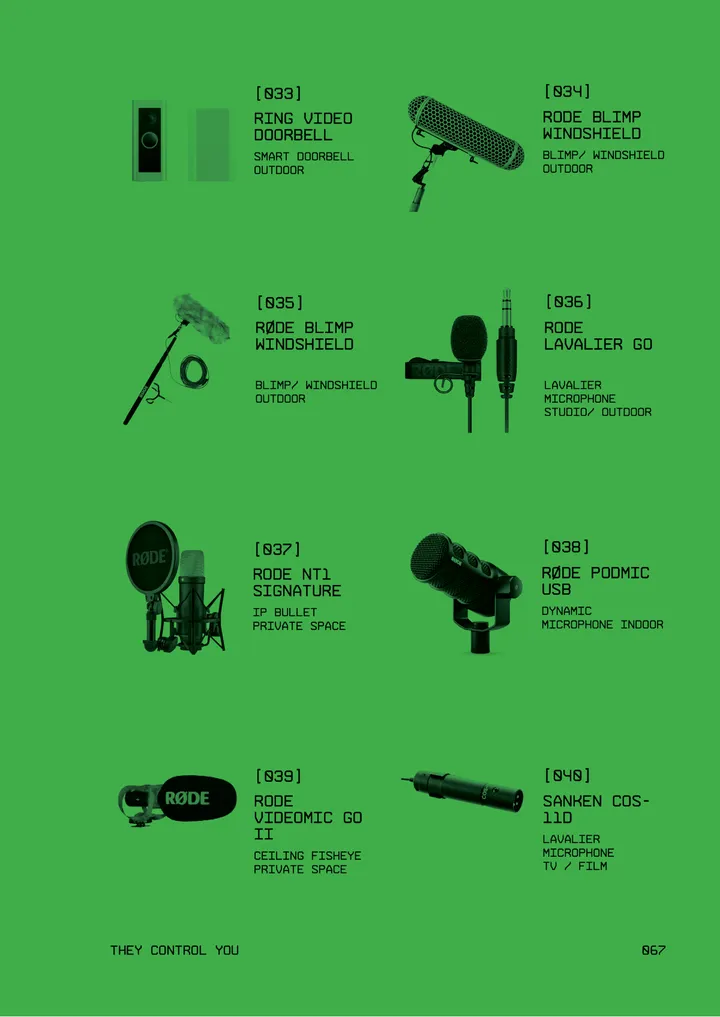 [033]
RING VIDEO
DOORBELL
SMART DOORBELL
OUTDOOR
[034]
RODE BLIMP
WINDSHIELD
BLIMP/ WINDSHIELD
OUTDOOR
[035]
RØDE BLIMP
WINDSHIELD
BLIMP/ WINDSHIELD
OUTDOOR
[036]
RODE
LAVALIER GO
LAVALIER
MICROPHONE
STUDIO/ OUTDOOR
RØDE
[037]
RODE NT1
SIGNATURE
IP BULLET
PRIVATE SPACE
[038]
RØDE PODMIC
USB
DYNAMIC
MICROPHONE INDOOR
RØDE
[039]
RODE
VIDEOMIC GO
II
CEILING FISHEYE
PRIVATE SPACE
[040]
SANKEN COS-
11D
LAVALIER
MICROPHONE
TV / FILM
THEY CONTROL YOU
067